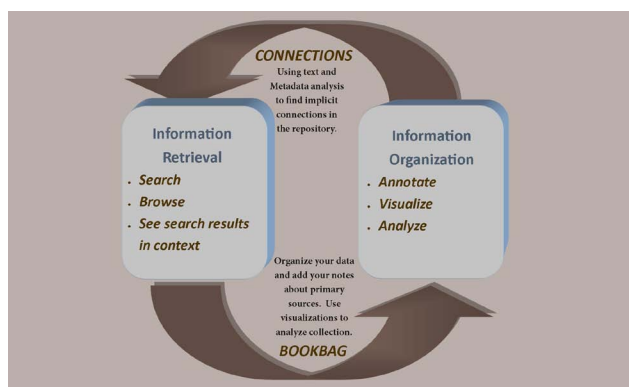 CONNECTIONS
Using text and
Metadata analysis
to find implicit
connections in
the repository.
Information
Retrieval
• Search
• Browse
• See search results
in context
Information
Organization
• Annotate
• Visualize
• Analyze
Organize your data
and add your notes
about primary
sources. Use
visualizations to
analyze collection.
BOOKBAG